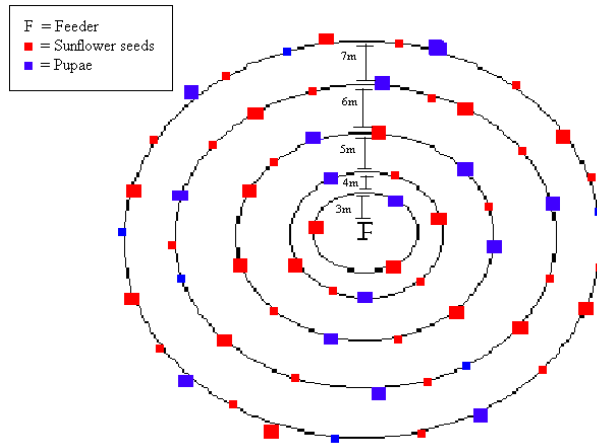 F = Feeder
= Sunflower seeds
= Pupae
7m
6m
5m
4m
3m
F